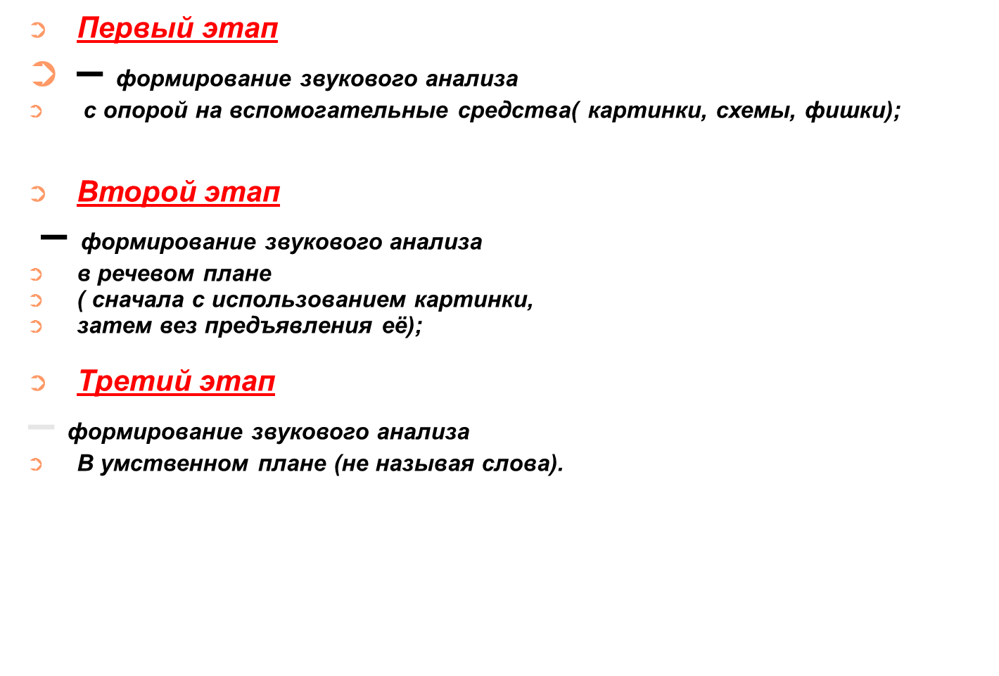 Первый этап
– формирование звукового анализа
с опорой на вспомогательные средства( картинки, схемы, фишки);
Второй этап
– формирование звукового анализа
в речевом плане
( сначала с использованием картинки,
затем вез предъявления её);
Третий этап
– формирование звукового анализа
В умственном плане (не называя слова).